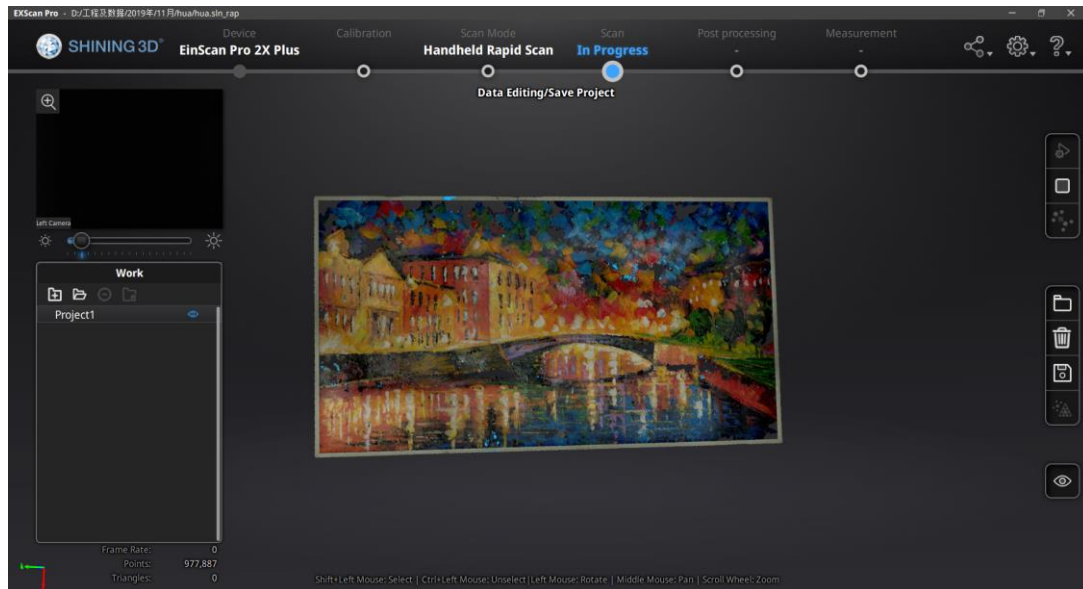 EXScan Pro - D:/工程及数据/2019年/11月/hua/hua.sln_rap
SHINING 3D®
Device
EinScan Pro 2X Plus
Calibration
Scan Mode
Handheld Rapid Scan
Scan
In Progress
Post processing
-
Measurement
-
Data Editing/Save Project
Left Camera
Work
Project1
Frame Rate: 0
Points: 977,887
Triangles: 0
Shift+Left Mouse: Select | Ctrl+Left Mouse: Unselect|Left Mouse: Rotate | Middle Mouse: Pan | Scroll Wheel: Zoom